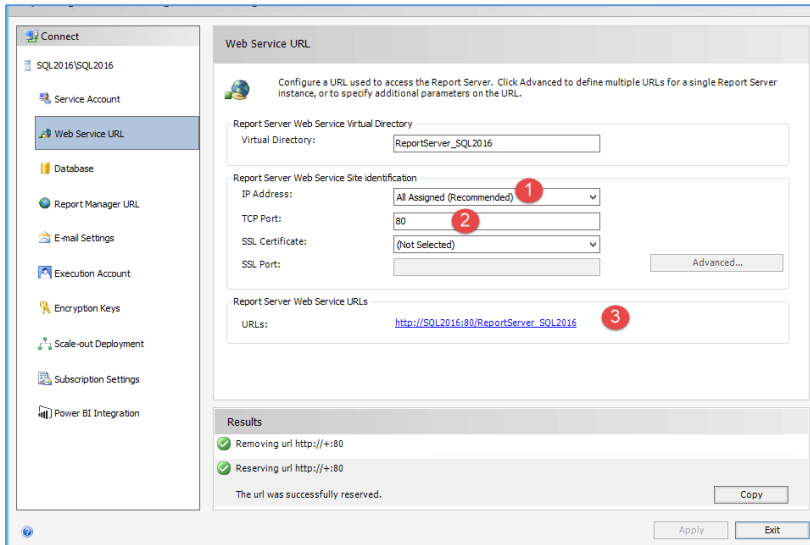 Connect
SQL2016\SQL2016
Service Account
Web Service URL
Database
Report Manager URL
E-mail Settings
Execution Account
Encryption Keys
Scale-out Deployment
Subscription Settings
Power BI Integration
Web Service URL
Configure a URL used to access the Report Server. Click Advanced to define multiple URLs for a single Report Server
instance, or to specify additional parameters on the URL.
Report Server Web Service Virtual Directory
Virtual Directory: ReportServer_SQL2016
Report Server Web Service Site identification
IP Address: All Assigned (Recommended) 1
TCP Port: 80 2
SSL Certificate: (Not Selected)
SSL Port:
Advanced...
Report Server Web Service URLs
URLs: http://SQL2016:80/ReportServer_SQL2016 3
Results
Removing url http://+:80
Reserving url http://+:80
The url was successfully reserved.
Copy
Apply Exit